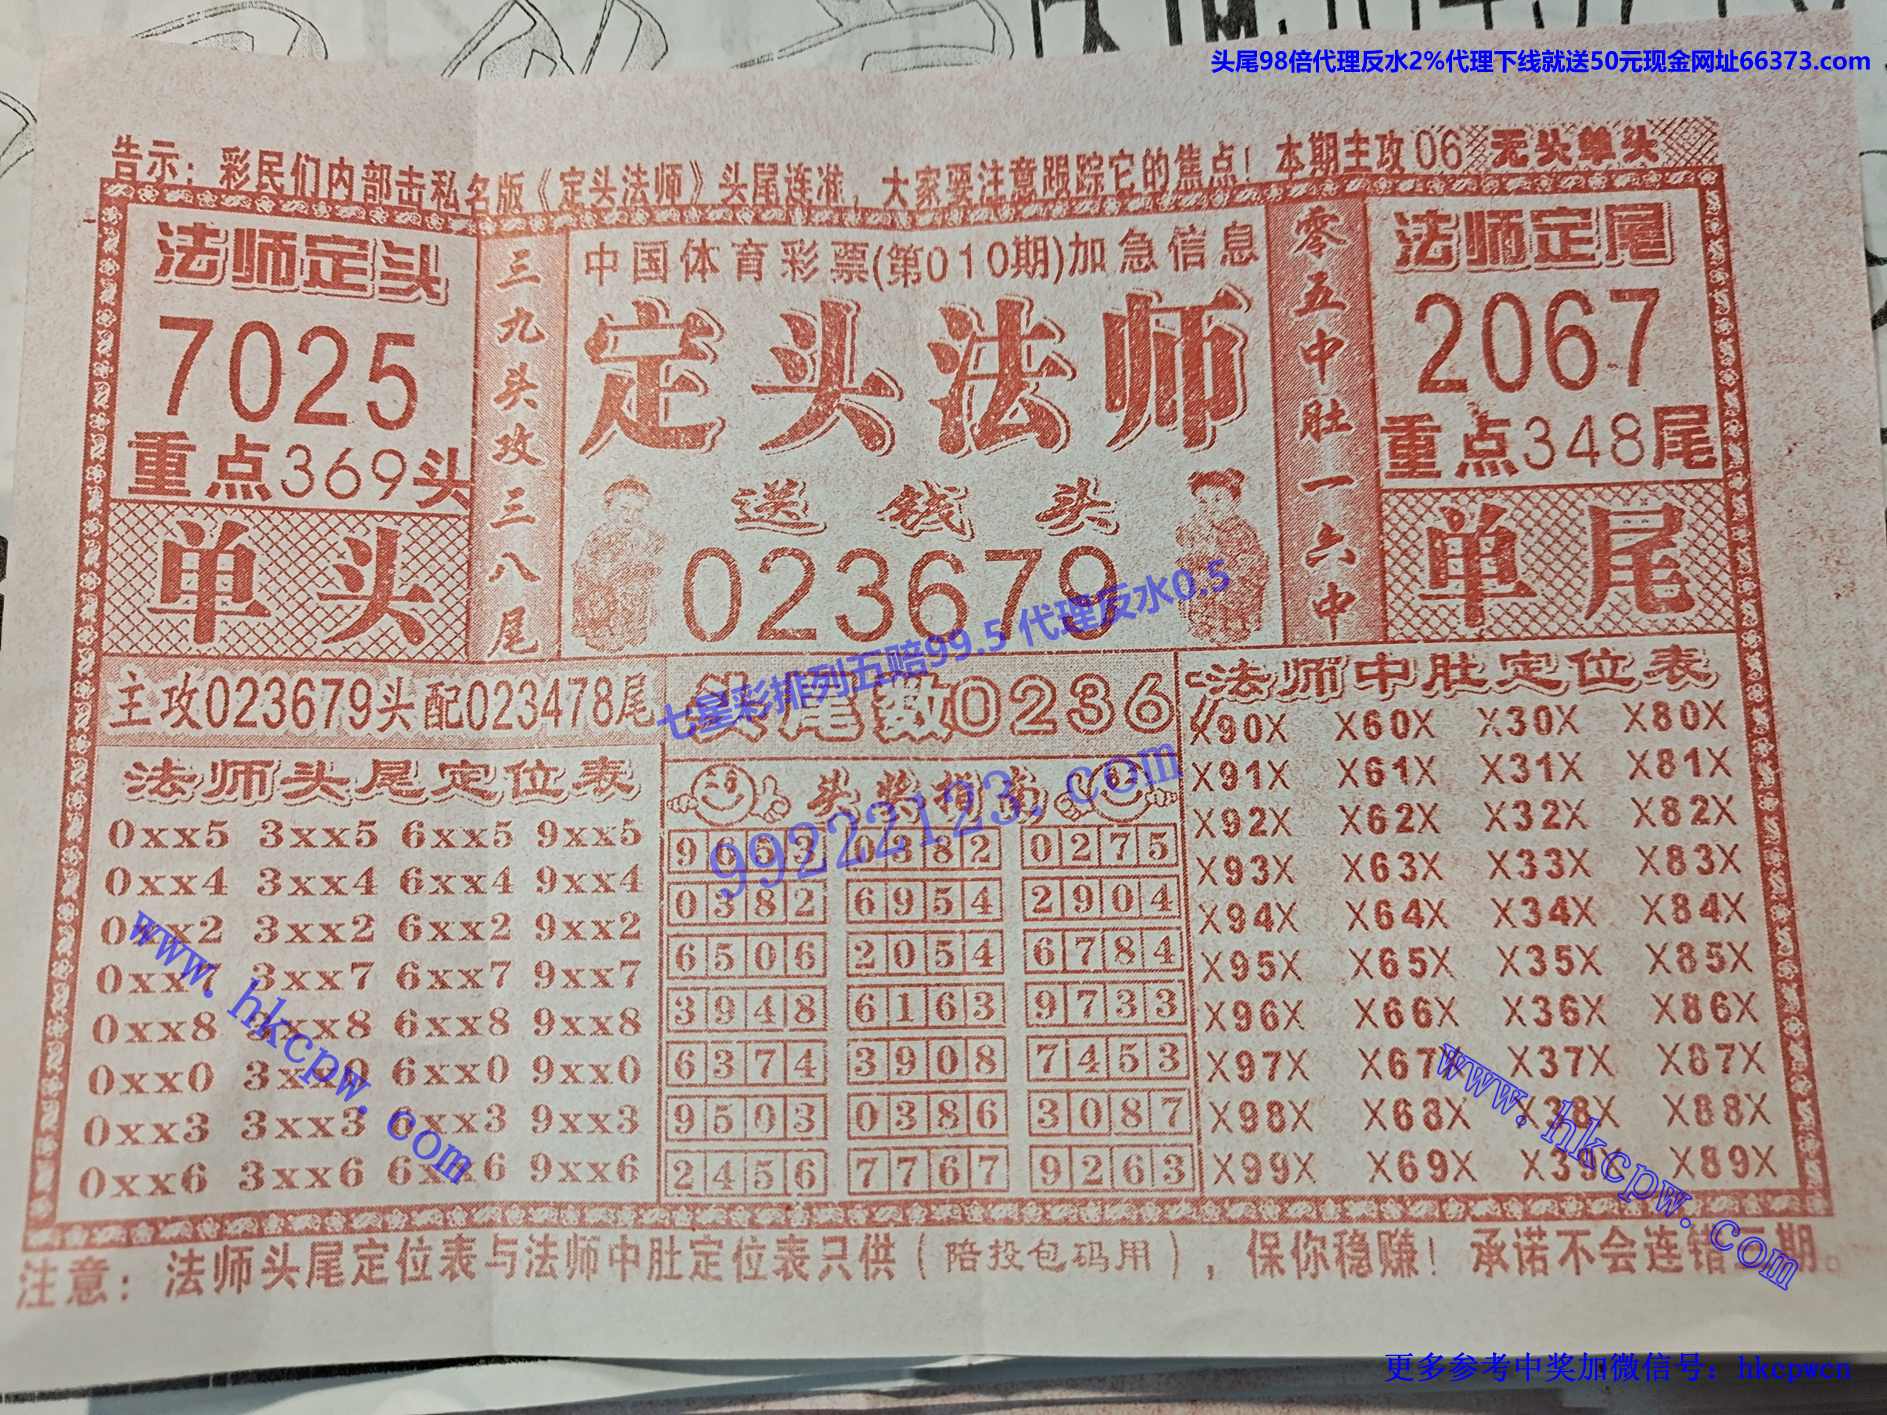 头尾98倍代理反水2%代理下线就送50元现金网址66373.com
告示：彩民们内部击私名版《定头法师》头尾连准，大家要注意跟踪它的焦点！本期主攻06无头单头
法师定头
7025
重点369头
单头
三九头攻三八尾
中国体育彩票(第010期)加急信息
定头法师
送钱头
023679
零五中肚一六中
法师定尾
2067
重点348尾
单尾
七星彩排列五赔99.5 代理反水0.5
99222123.com
主攻023679头配023478尾
尾数0236
法师头尾定位表
0xx5 3xx5 6xx5 9xx5
0xx4 3xx4 6xx4 9xx4
0xx2 3xx2 6xx2 9xx2
0xx7 3xx7 6xx7 9xx7
0xx8 3xx8 6xx8 9xx8
0xx0 3xx0 6xx0 9xx0
0xx3 3xx3 6xx3 9xx3
0xx6 3xx6 6xx6 9xx6
头奖指南
9653 0382 0275
0382 6954 2904
6506 2054 6784
3948 6163 9733
6374 3908 7453
9503 0386 3087
2456 7767 9263
法师中肚定位表
X90X X60X X30X X80X
X91X X61X X31X X81X
X92X X62X X32X X82X
X93X X63X X33X X83X
X94X X64X X34X X84X
X95X X65X X35X X85X
X96X X66X X36X X86X
X97X X67X X37X X87X
X98X X68X X38X X88X
X99X X69X X39X X89X
www.hkcpw.com
www.hkcpw.com
注意：法师头尾定位表与法师中肚定位表只供（陪投包码用），保你稳赚！承诺不会连错 期。
更多参考中奖加微信号：hkcpwcn